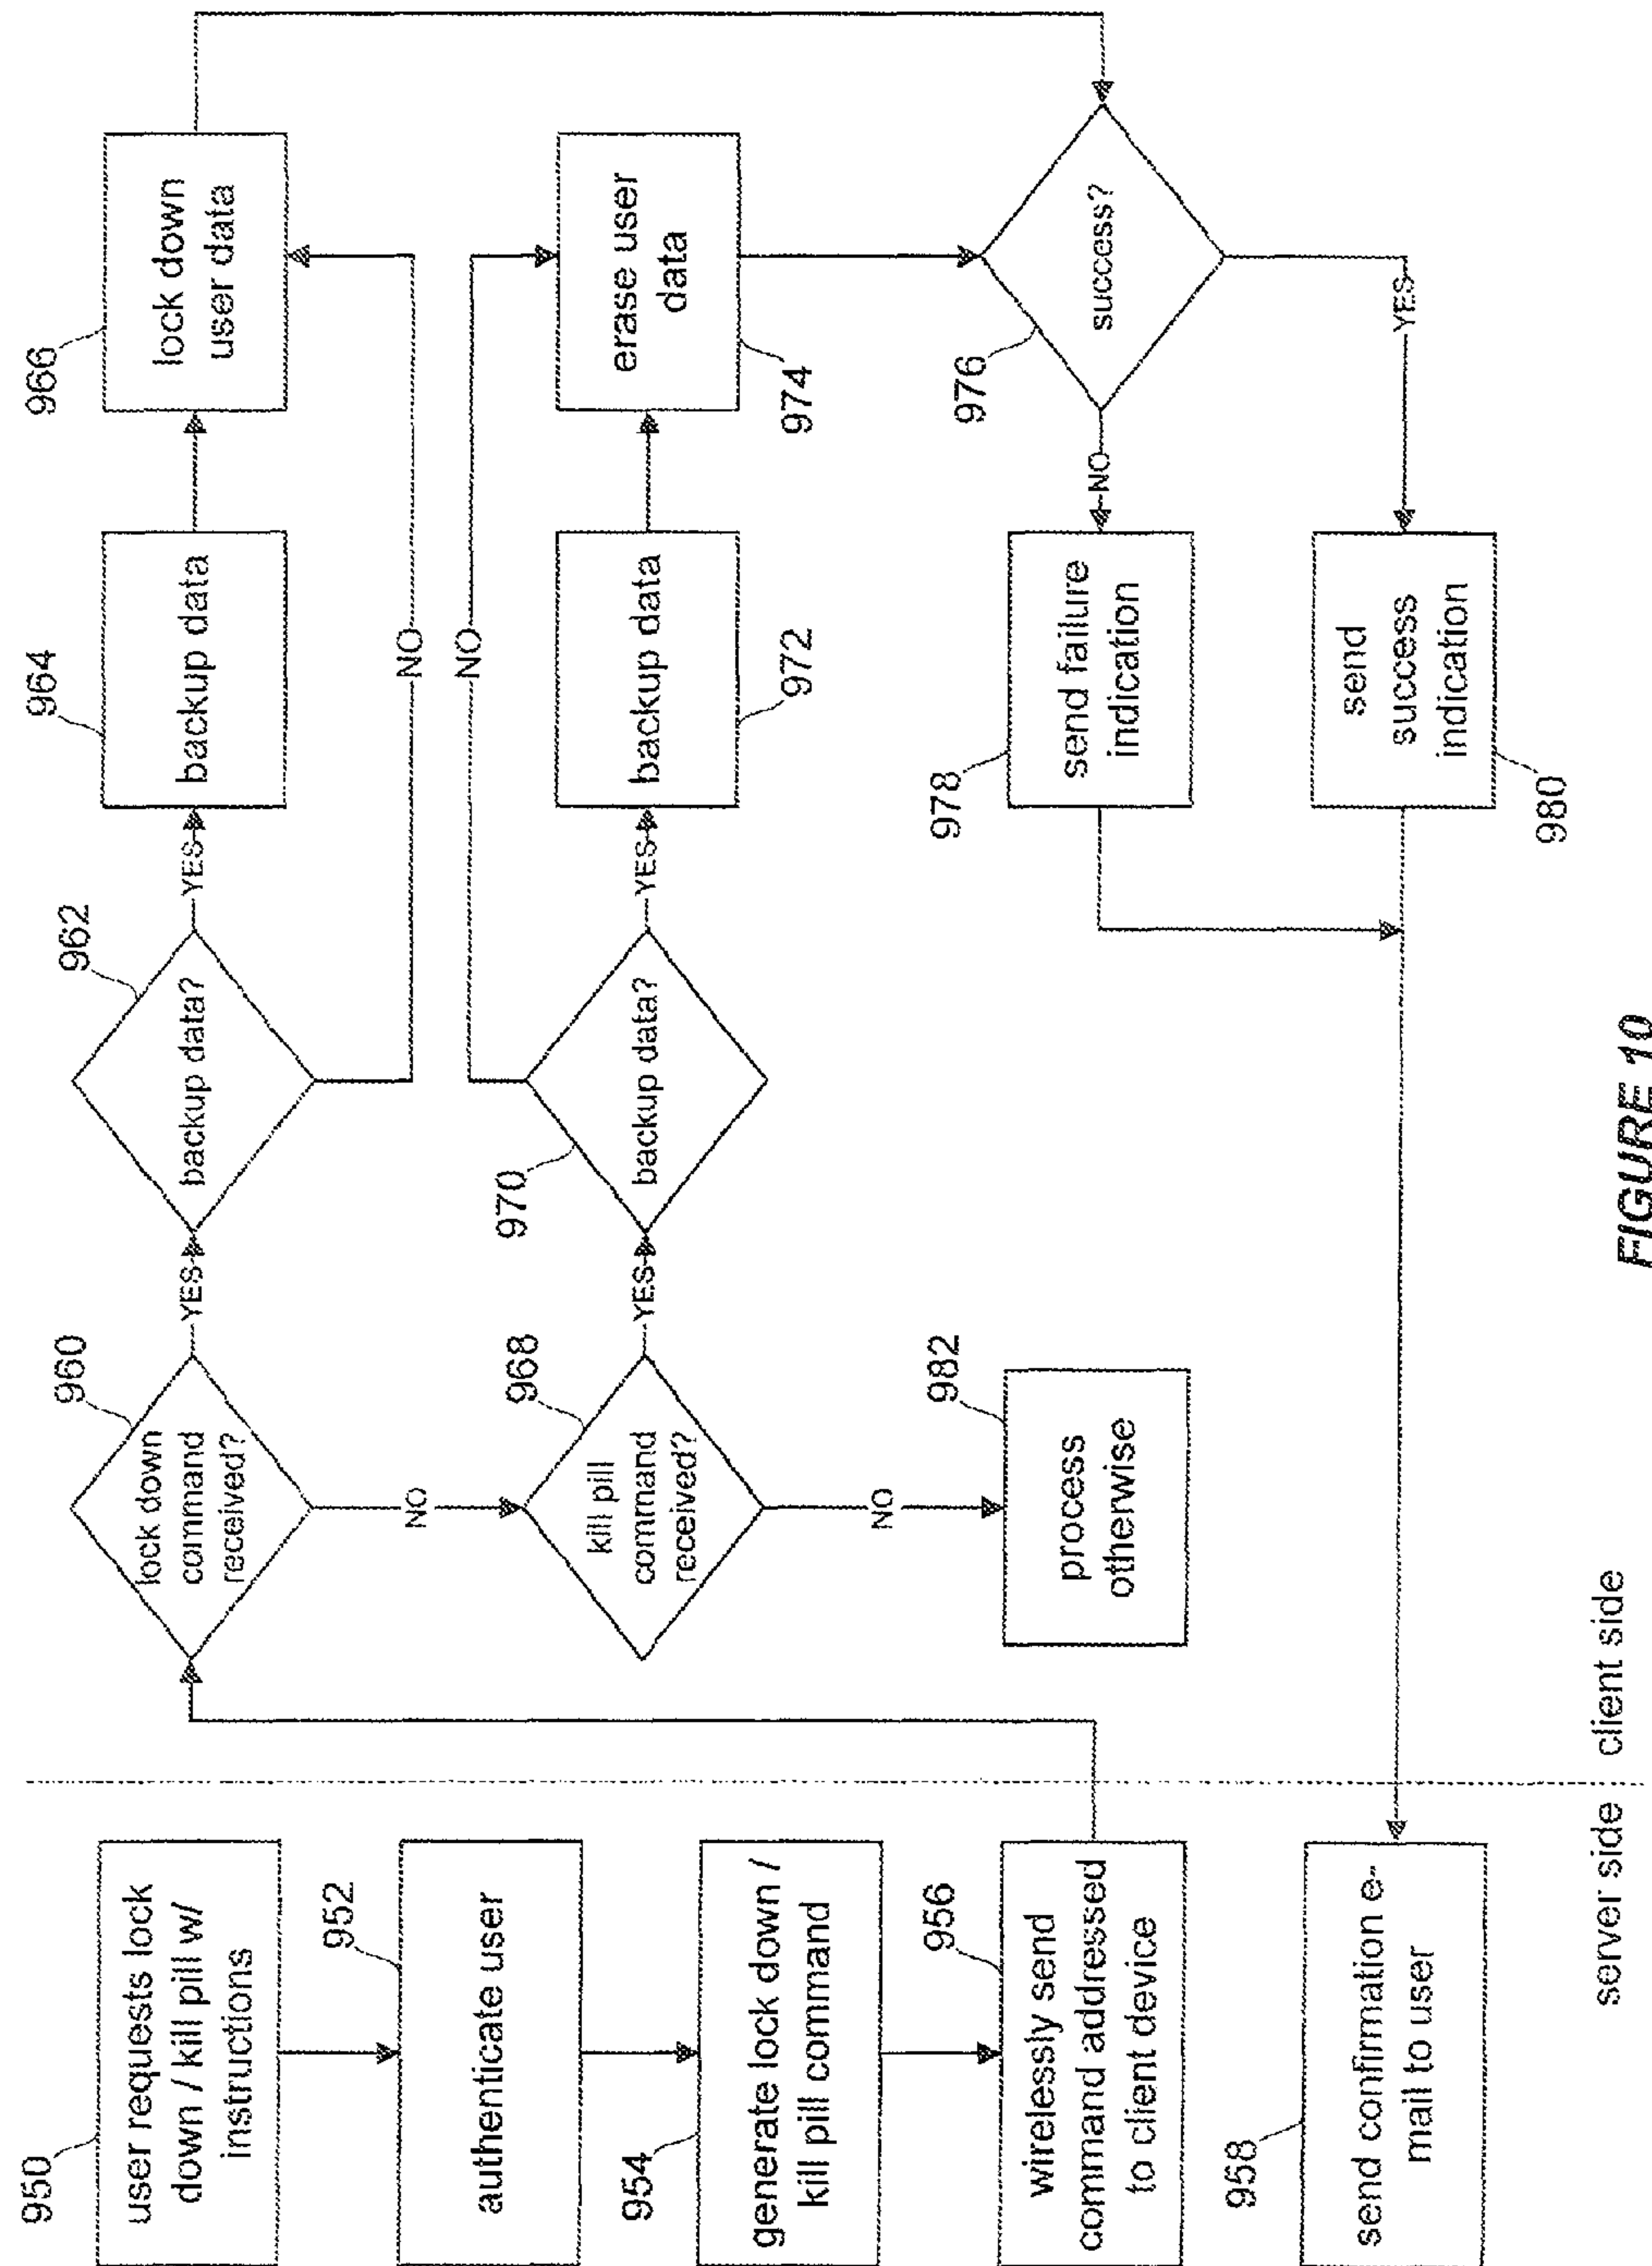 950
user requests lock
down / kill pill w/
instructions
952
authenticate user
954
generate lock down /
kill pill command
956
wirelessly send
command addressed
to client device
958
send confirmation e-
mail to user
server side
client side
960
lock down
command
received?
YES
NO
962
backup data?
YES
NO
964
backup data
966
lock down
user data
968
kill pill
command
received?
YES
NO
970
backup data?
YES
NO
972
backup data
974
erase user
data
982
process
otherwise
976
success?
NO
YES
978
send failure
indication
980
send
success
indication
FIGURE 10